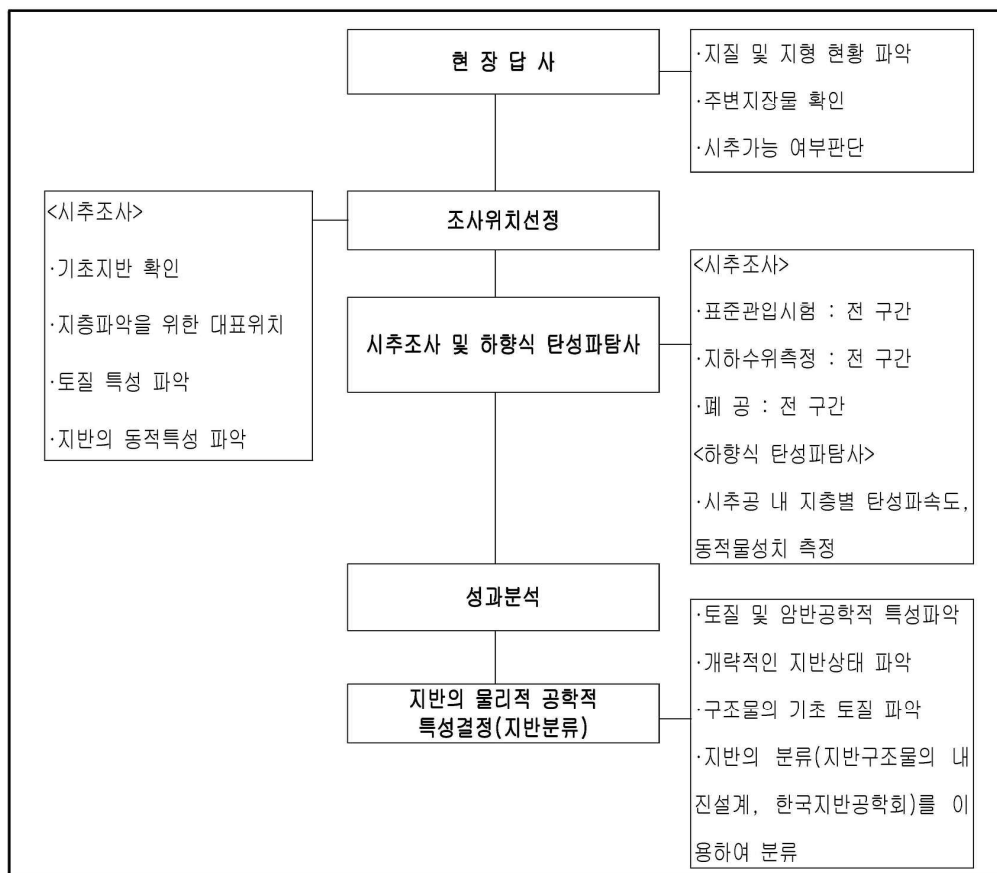 현 장 답 사
·지질 및 지형 현황 파악
·주변지장물 확인
·시추가능 여부판단
조사위치선정
<시추조사>
·기초지반 확인
·지층파악을 위한 대표위치
·토질 특성 파악
·지반의 동적특성 파악
시추조사 및 하향식 탄성파탐사
<시추조사>
·표준관입시험 : 전 구간
·지하수위측정 : 전 구간
·폐 공 : 전 구간
<하향식 탄성파탐사>
·시추공 내 지층별 탄성파속도,
동적물성치 측정
성과분석
지반의 물리적 공학적
특성결정(지반분류)
·토질 및 암반공학적 특성파악
·개략적인 지반상태 파악
·구조물의 기초 토질 파악
·지반의 분류(지반구조물의 내
진설계, 한국지반공학회)를 이
용하여 분류